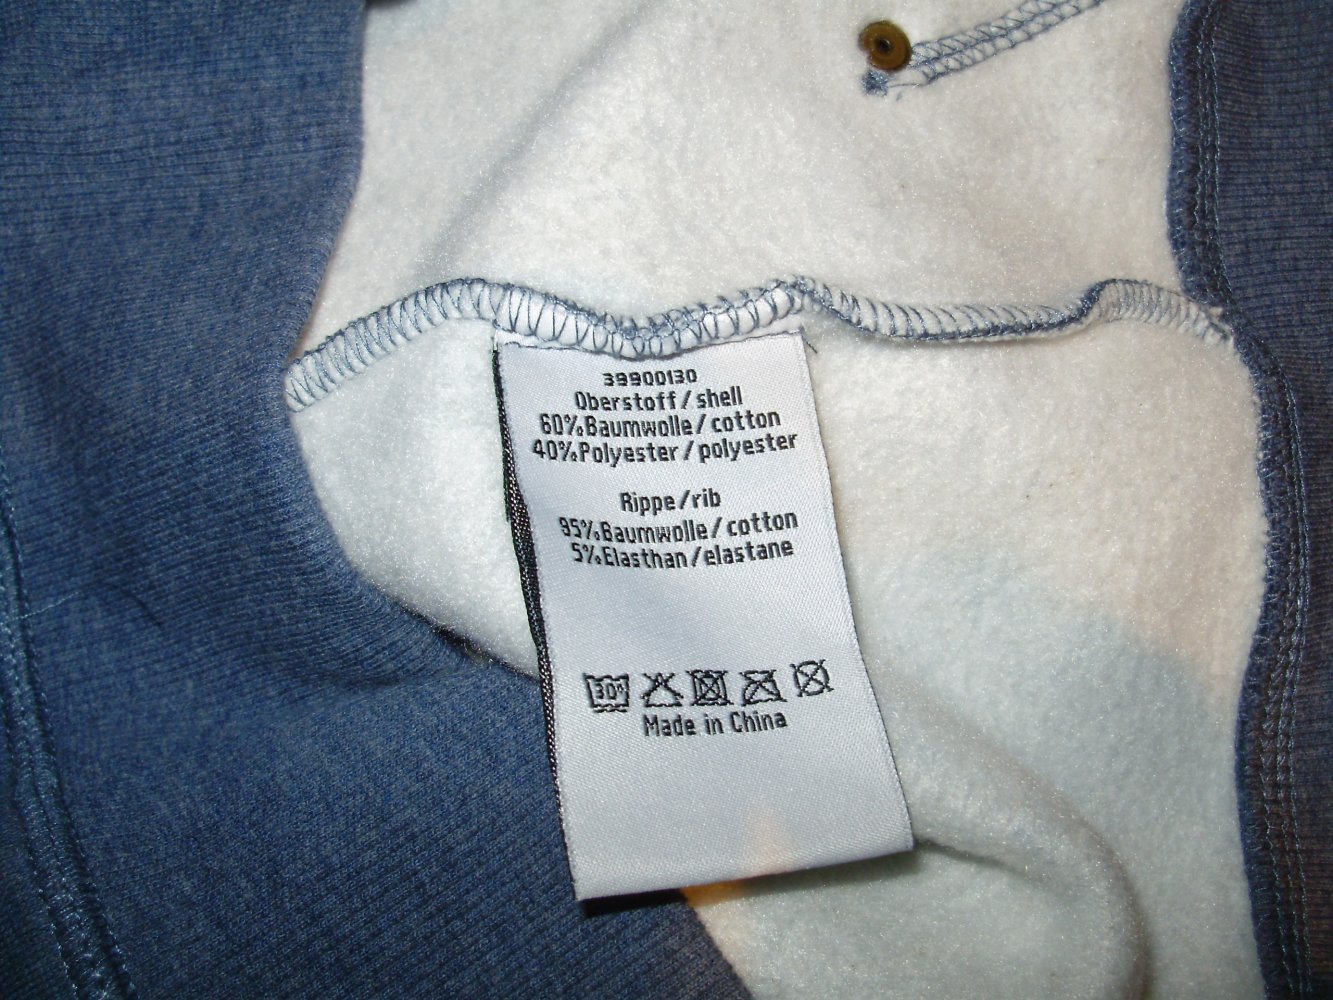 39900130
Oberstoff/shell
60%Baumwolle/cotton
40%Polyester/polyester
Rippe/rib
95%Baumwolle/cotton
5%Elasthan/elastane
30°
Made in China